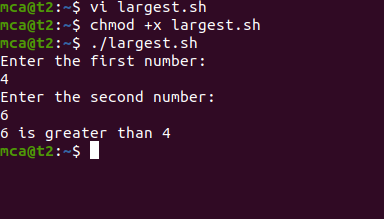 mca@t2:~$ vi largest.sh
mca@t2:~$ chmod +x largest.sh
mca@t2:~$ ./largest.sh
Enter the first number:
4
Enter the second number:
6
6 is greater than 4
mca@t2:~$